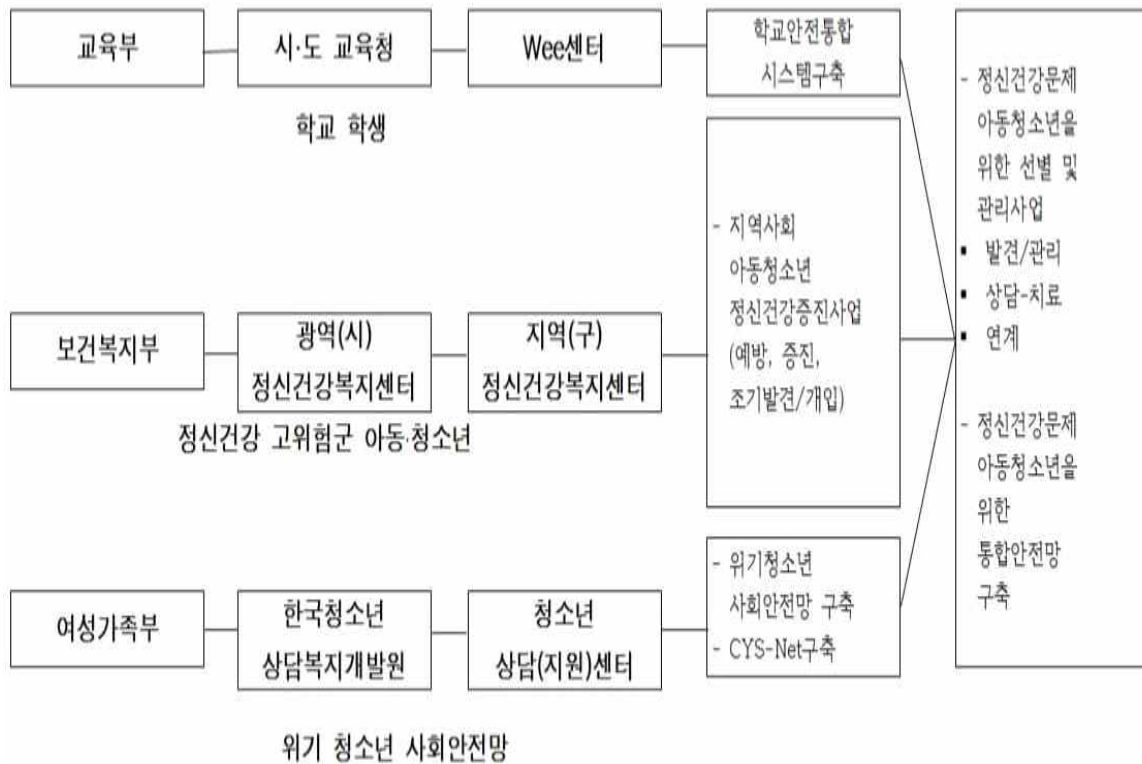 교육부
시·도 교육청
Wee센터
학교안전통합
시스템구축
학교 학생
보건복지부
광역(시)
정신건강복지센터
지역(구)
정신건강복지센터
- 지역사회
아동청소년
정신건강증진사업
(예방, 증진,
조기발견/개입)
정신건강 고위험군 아동·청소년
여성가족부
한국청소년
상담복지개발원
청소년
상담(지원)센터
- 위기청소년
사회안전망 구축
- CYS-Net구축
위기 청소년 사회안전망
- 정신건강문제
아동청소년을
위한 선별 및
관리사업
▪ 발견/관리
▪ 상담-치료
▪ 연계
- 정신건강문제
아동청소년을
위한
통합안전망
구축